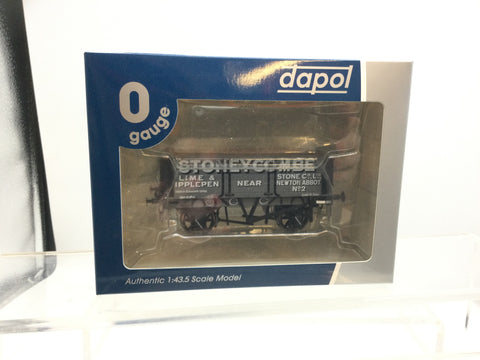 dapol
0
gauge
STONEYCOMBE
LIME & STONE Co. Ltd.
IPPLEPEN NEAR NEWTON ABBOT
No 2
Authentic 1:43.5 Scale Model